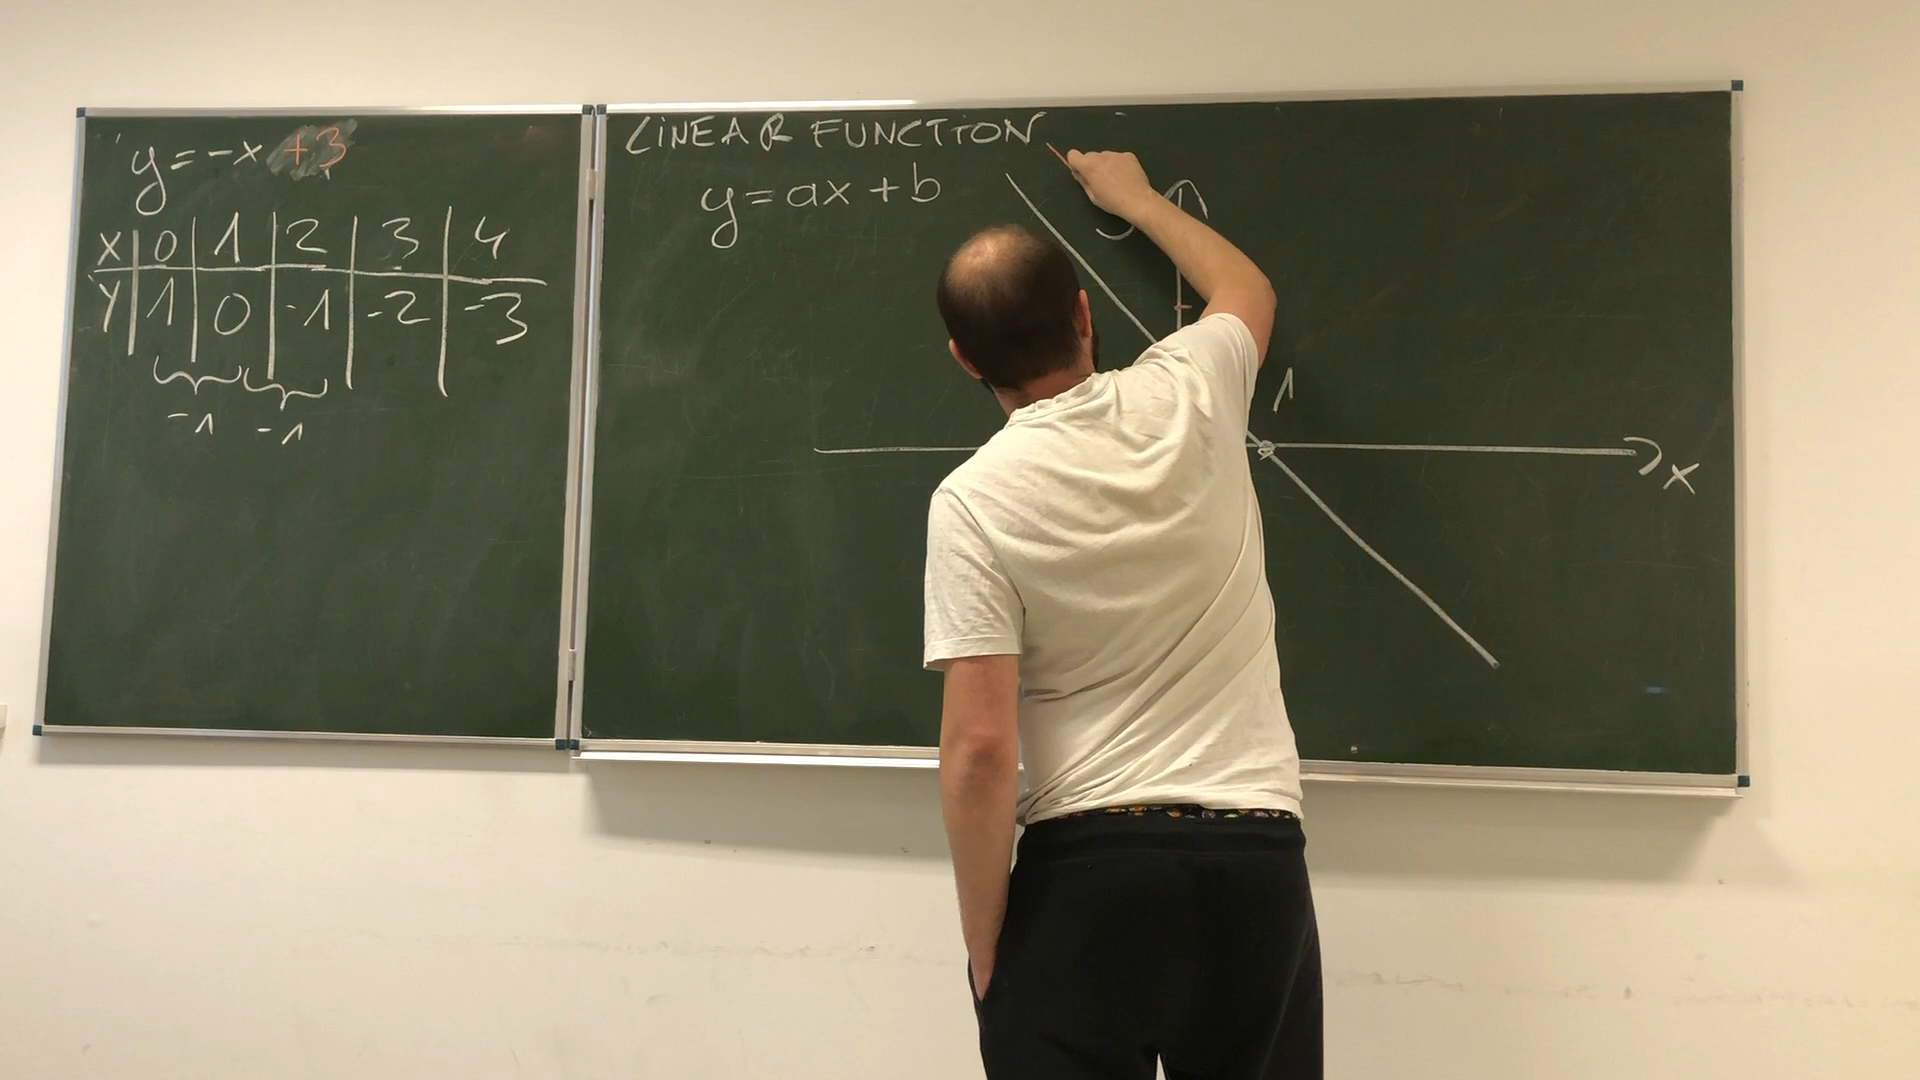 y=-x +3
X 0 1 2 3 4
Y 1 0 -1 -2 -3
-1 -1
LINEAR FUNCTION
y=ax+b
y
1
x